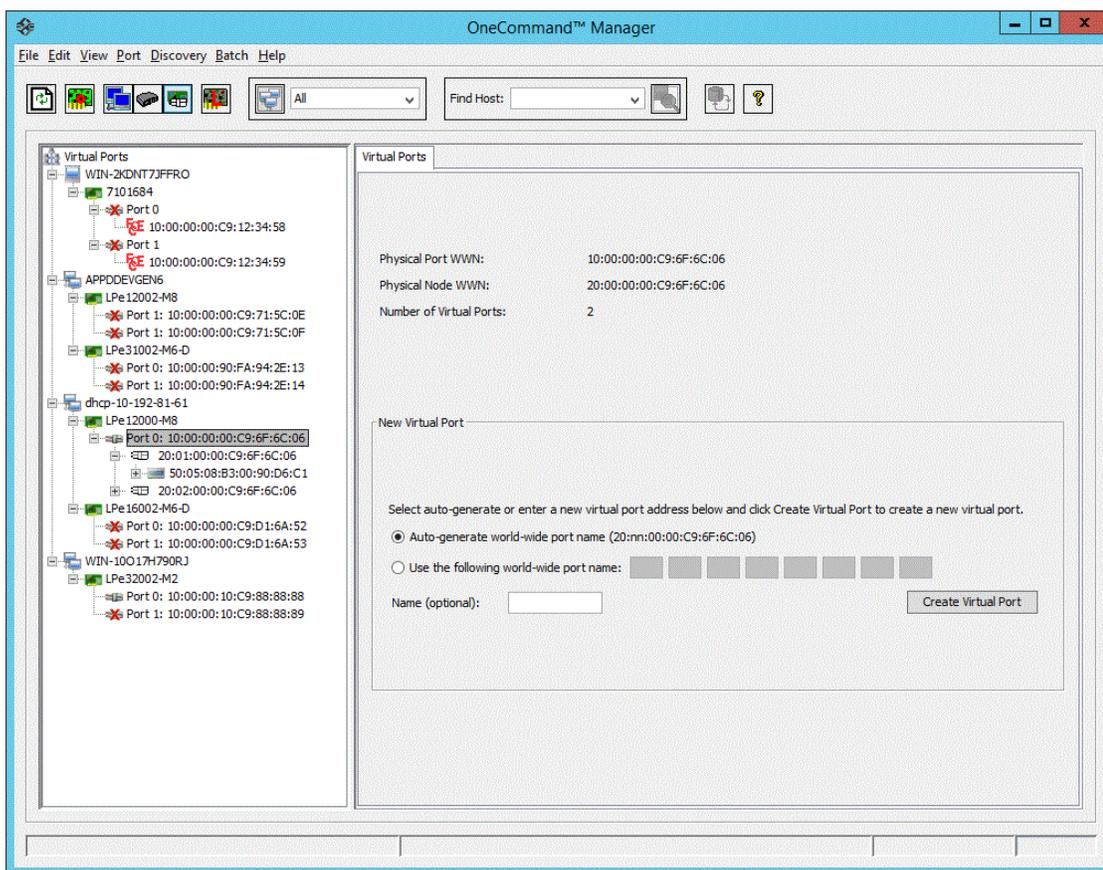 OneCommand™ Manager
File Edit View Port Discovery Batch Help
All
Find Host:
Virtual Ports
WIN-2KDNT7JFFRO
7101684
Port 0
FCoE 10:00:00:00:C9:12:34:58
Port 1
FCoE 10:00:00:00:C9:12:34:59
APPDDEVGEN6
LPe12002-M8
Port 1: 10:00:00:00:C9:71:5C:0E
Port 1: 10:00:00:00:C9:71:5C:0F
LPe31002-M6-D
Port 0: 10:00:00:90:FA:94:2E:13
Port 1: 10:00:00:90:FA:94:2E:14
dhcp-10-192-81-61
LPe12000-M8
Port 0: 10:00:00:00:C9:6F:6C:06
20:01:00:00:C9:6F:6C:06
50:05:08:B3:00:90:D6:C1
20:02:00:00:C9:6F:6C:06
LPe16002-M6-D
Port 0: 10:00:00:00:C9:D1:6A:52
Port 1: 10:00:00:00:C9:D1:6A:53
WIN-10O17H790RJ
LPe32002-M2
Port 0: 10:00:00:10:C9:88:88:88
Port 1: 10:00:00:10:C9:88:88:89
Virtual Ports
Physical Port WWN: 10:00:00:00:C9:6F:6C:06
Physical Node WWN: 20:00:00:00:C9:6F:6C:06
Number of Virtual Ports: 2
New Virtual Port
Select auto-generate or enter a new virtual port address below and click Create Virtual Port to create a new virtual port.
Auto-generate world-wide port name (20:nn:00:00:C9:6F:6C:06)
Use the following world-wide port name:
Name (optional):
Create Virtual Port